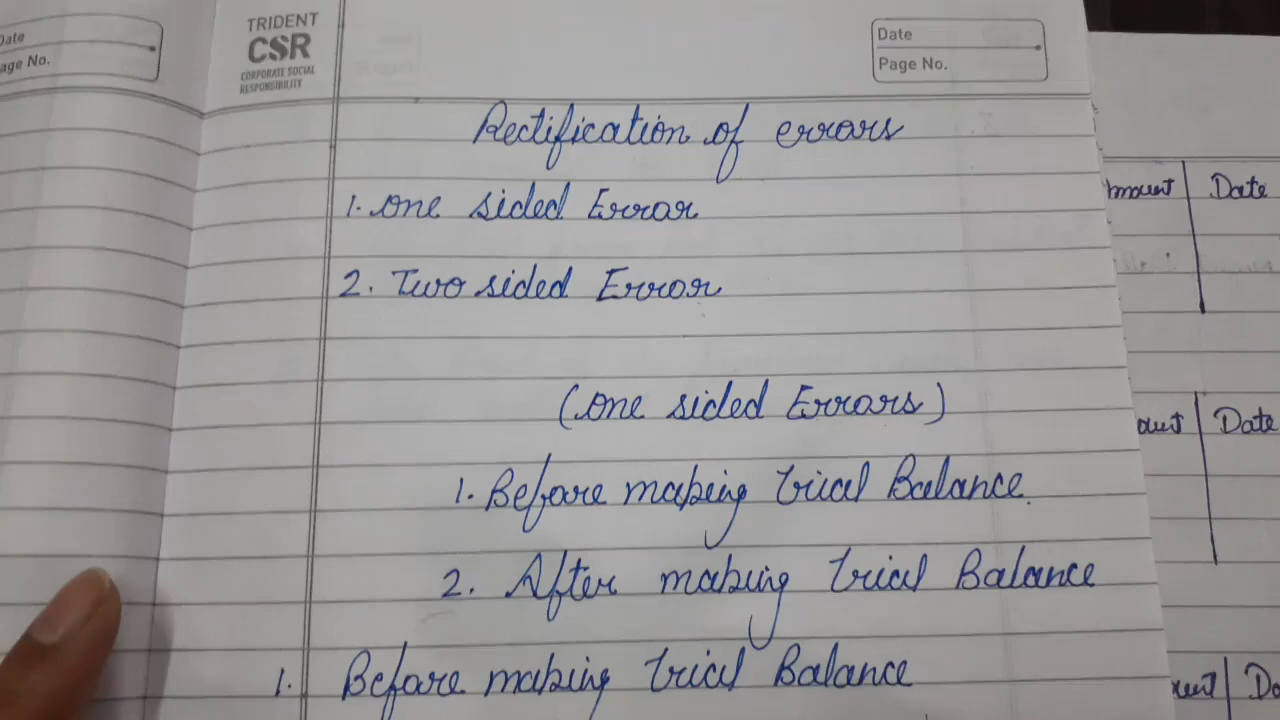 Date
Page No.
TRIDENT
CSR
CORPORATE SOCIAL
RESPONSIBILITY
Date
Page No.
Rectification of errors
1. One sided Error
2. Two sided Error
(One sided Errors)
1. Before making trial Balance.
2. After making trial Balance
1. Before making trial Balance
mount Date
Date